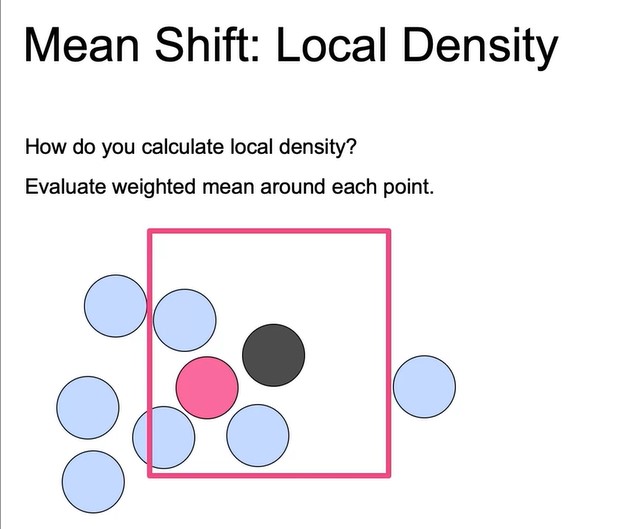 Mean Shift: Local Density
How do you calculate local density?
Evaluate weighted mean around each point.